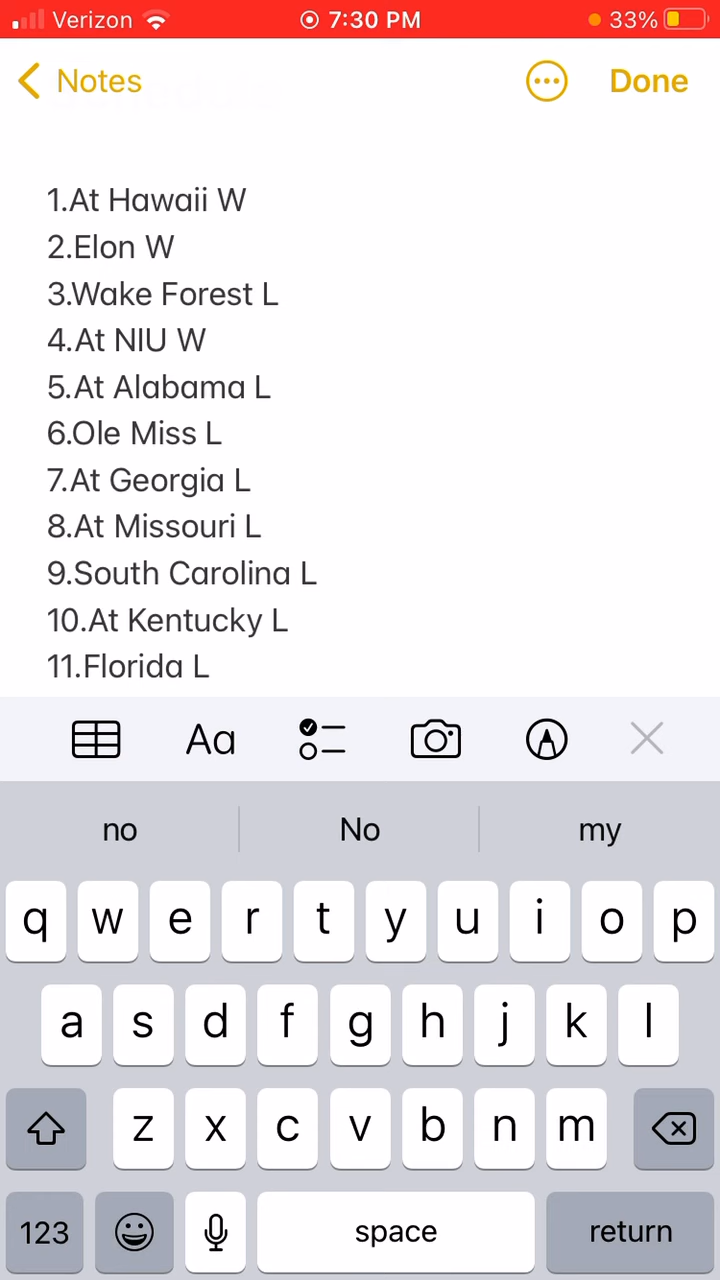 Verizon 7:30 PM 33%
Notes Done
1.At Hawaii W
2.Elon W
3.Wake Forest L
4.At NIU W
5.At Alabama L
6.Ole Miss L
7.At Georgia L
8.At Missouri L
9.South Carolina L
10.At Kentucky L
11.Florida L
Aa
no No my
q w e r t y u i o p
a s d f g h j k l
z x c v b n m
123 space return